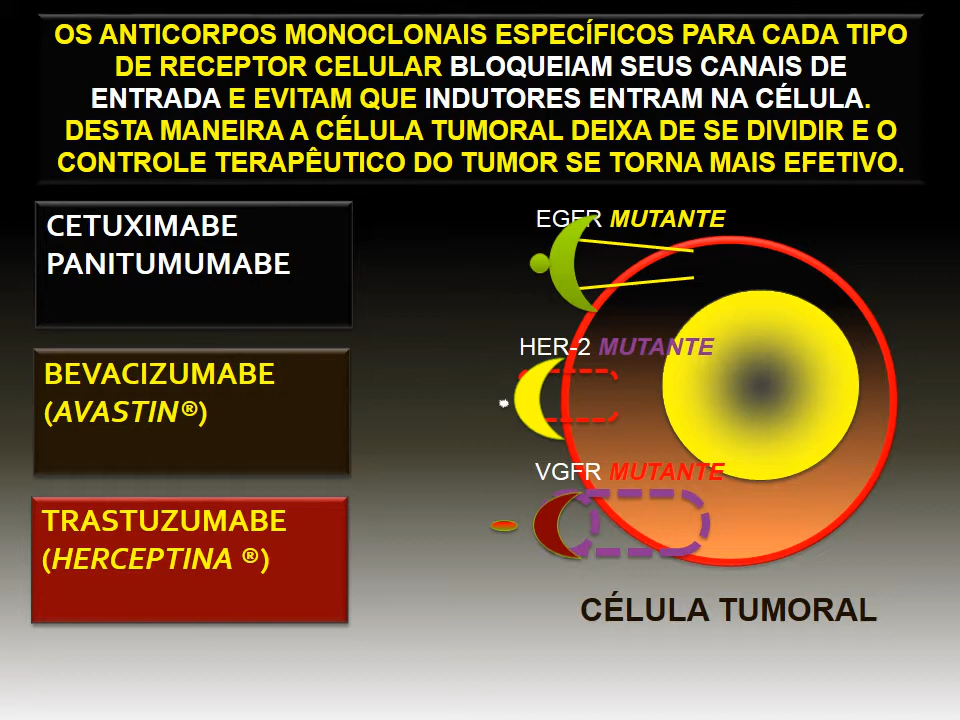 OS ANTICORPOS MONOCLONAIS ESPECÍFICOS PARA CADA TIPO
DE RECEPTOR CELULAR BLOQUEIAM SEUS CANAIS DE
ENTRADA E EVITAM QUE INDUTORES ENTRAM NA CÉLULA.
DESTA MANEIRA A CÉLULA TUMORAL DEIXA DE SE DIVIDIR E O
CONTROLE TERAPÊUTICO DO TUMOR SE TORNA MAIS EFETIVO.
CETUXIMABE
PANITUMUMABE
BEVACIZUMABE
(AVASTIN®)
TRASTUZUMABE
(HERCEPTINA ®)
EGFR MUTANTE
HER-2 MUTANTE
VGFR MUTANTE
CÉLULA TUMORAL